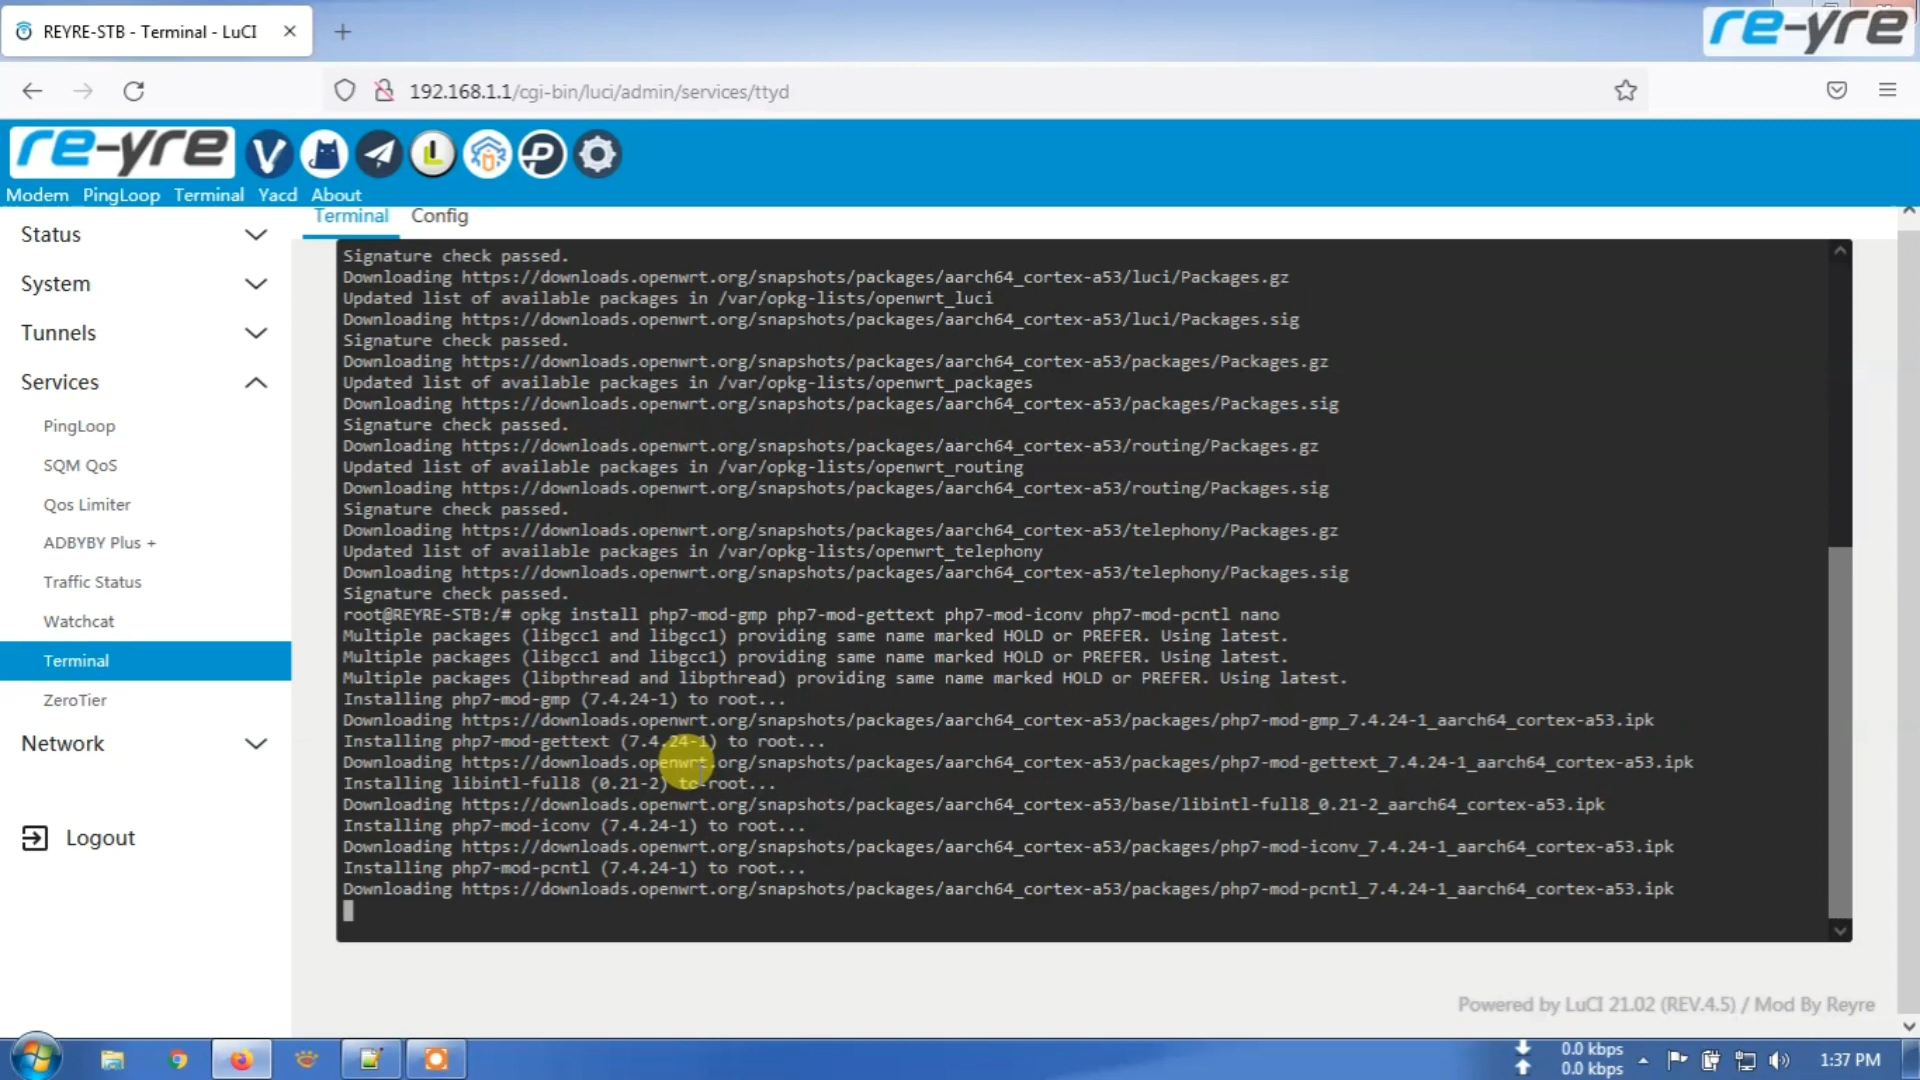 REYRE-STB - Terminal - LuCI
re-yre
192.168.1.1/cgi-bin/luci/admin/services/ttyd
re-yre
Modem PingLoop Terminal Yacd About
Terminal Config
Status
System
Tunnels
Services
PingLoop
SQM QoS
Qos Limiter
ADBYBY Plus +
Traffic Status
Watchcat
Terminal
ZeroTier
Network
Logout
Signature check passed.
Downloading https://downloads.openwrt.org/snapshots/packages/aarch64_cortex-a53/luci/Packages.gz
Updated list of available packages in /var/opkg-lists/openwrt_luci
Downloading https://downloads.openwrt.org/snapshots/packages/aarch64_cortex-a53/luci/Packages.sig
Signature check passed.
Downloading https://downloads.openwrt.org/snapshots/packages/aarch64_cortex-a53/packages/Packages.gz
Updated list of available packages in /var/opkg-lists/openwrt_packages
Downloading https://downloads.openwrt.org/snapshots/packages/aarch64_cortex-a53/packages/Packages.sig
Signature check passed.
Downloading https://downloads.openwrt.org/snapshots/packages/aarch64_cortex-a53/routing/Packages.gz
Updated list of available packages in /var/opkg-lists/openwrt_routing
Downloading https://downloads.openwrt.org/snapshots/packages/aarch64_cortex-a53/routing/Packages.sig
Signature check passed.
Downloading https://downloads.openwrt.org/snapshots/packages/aarch64_cortex-a53/telephony/Packages.gz
Updated list of available packages in /var/opkg-lists/openwrt_telephony
Downloading https://downloads.openwrt.org/snapshots/packages/aarch64_cortex-a53/telephony/Packages.sig
Signature check passed.
root@REYRE-STB:/# opkg install php7-mod-gmp php7-mod-gettext php7-mod-iconv php7-mod-pcntl nano
Multiple packages (libgcc1 and libgcc1) providing same name marked HOLD or PREFER. Using latest.
Multiple packages (libgcc1 and libgcc1) providing same name marked HOLD or PREFER. Using latest.
Multiple packages (libpthread and libpthread) providing same name marked HOLD or PREFER. Using latest.
Installing php7-mod-gmp (7.4.24-1) to root...
Downloading https://downloads.openwrt.org/snapshots/packages/aarch64_cortex-a53/packages/php7-mod-gmp_7.4.24-1_aarch64_cortex-a53.ipk
Installing php7-mod-gettext (7.4.24-1) to root...
Downloading https://downloads.openwrt.org/snapshots/packages/aarch64_cortex-a53/packages/php7-mod-gettext_7.4.24-1_aarch64_cortex-a53.ipk
Installing libintl-full8 (0.21-2) to root...
Downloading https://downloads.openwrt.org/snapshots/packages/aarch64_cortex-a53/base/libintl-full8_0.21-2_aarch64_cortex-a53.ipk
Installing php7-mod-iconv (7.4.24-1) to root...
Downloading https://downloads.openwrt.org/snapshots/packages/aarch64_cortex-a53/packages/php7-mod-iconv_7.4.24-1_aarch64_cortex-a53.ipk
Installing php7-mod-pcntl (7.4.24-1) to root...
Downloading https://downloads.openwrt.org/snapshots/packages/aarch64_cortex-a53/packages/php7-mod-pcntl_7.4.24-1_aarch64_cortex-a53.ipk
Powered by LuCI 21.02 (REV.4.5) / Mod By Reyre
0.0 kbps
0.0 kbps
1:37 PM